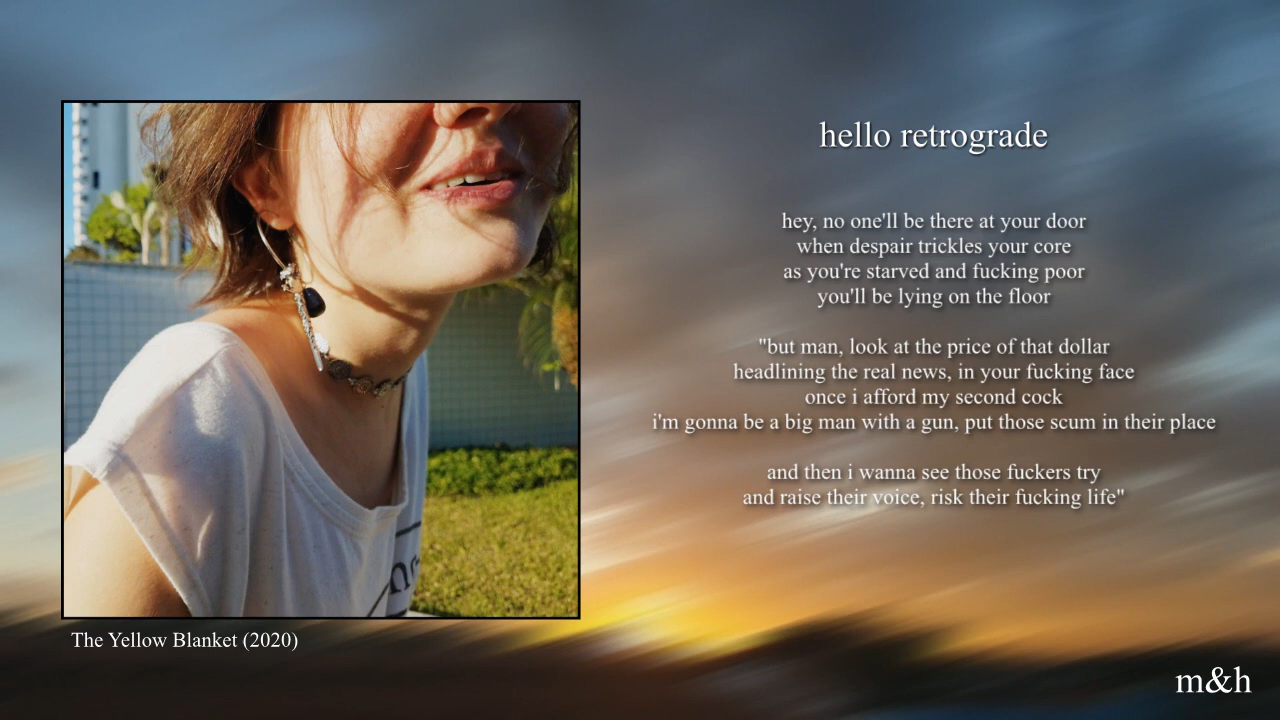 hello retrograde
hey, no one'll be there at your door
when despair trickles your core
as you're starved and fucking poor
you'll be lying on the floor
"but man, look at the price of that dollar
headlining the real news, in your fucking face
once i afford my second cock
i'm gonna be a big man with a gun, put those scum in their place
and then i wanna see those fuckers try
and raise their voice, risk their fucking life"
The Yellow Blanket (2020)
m&h